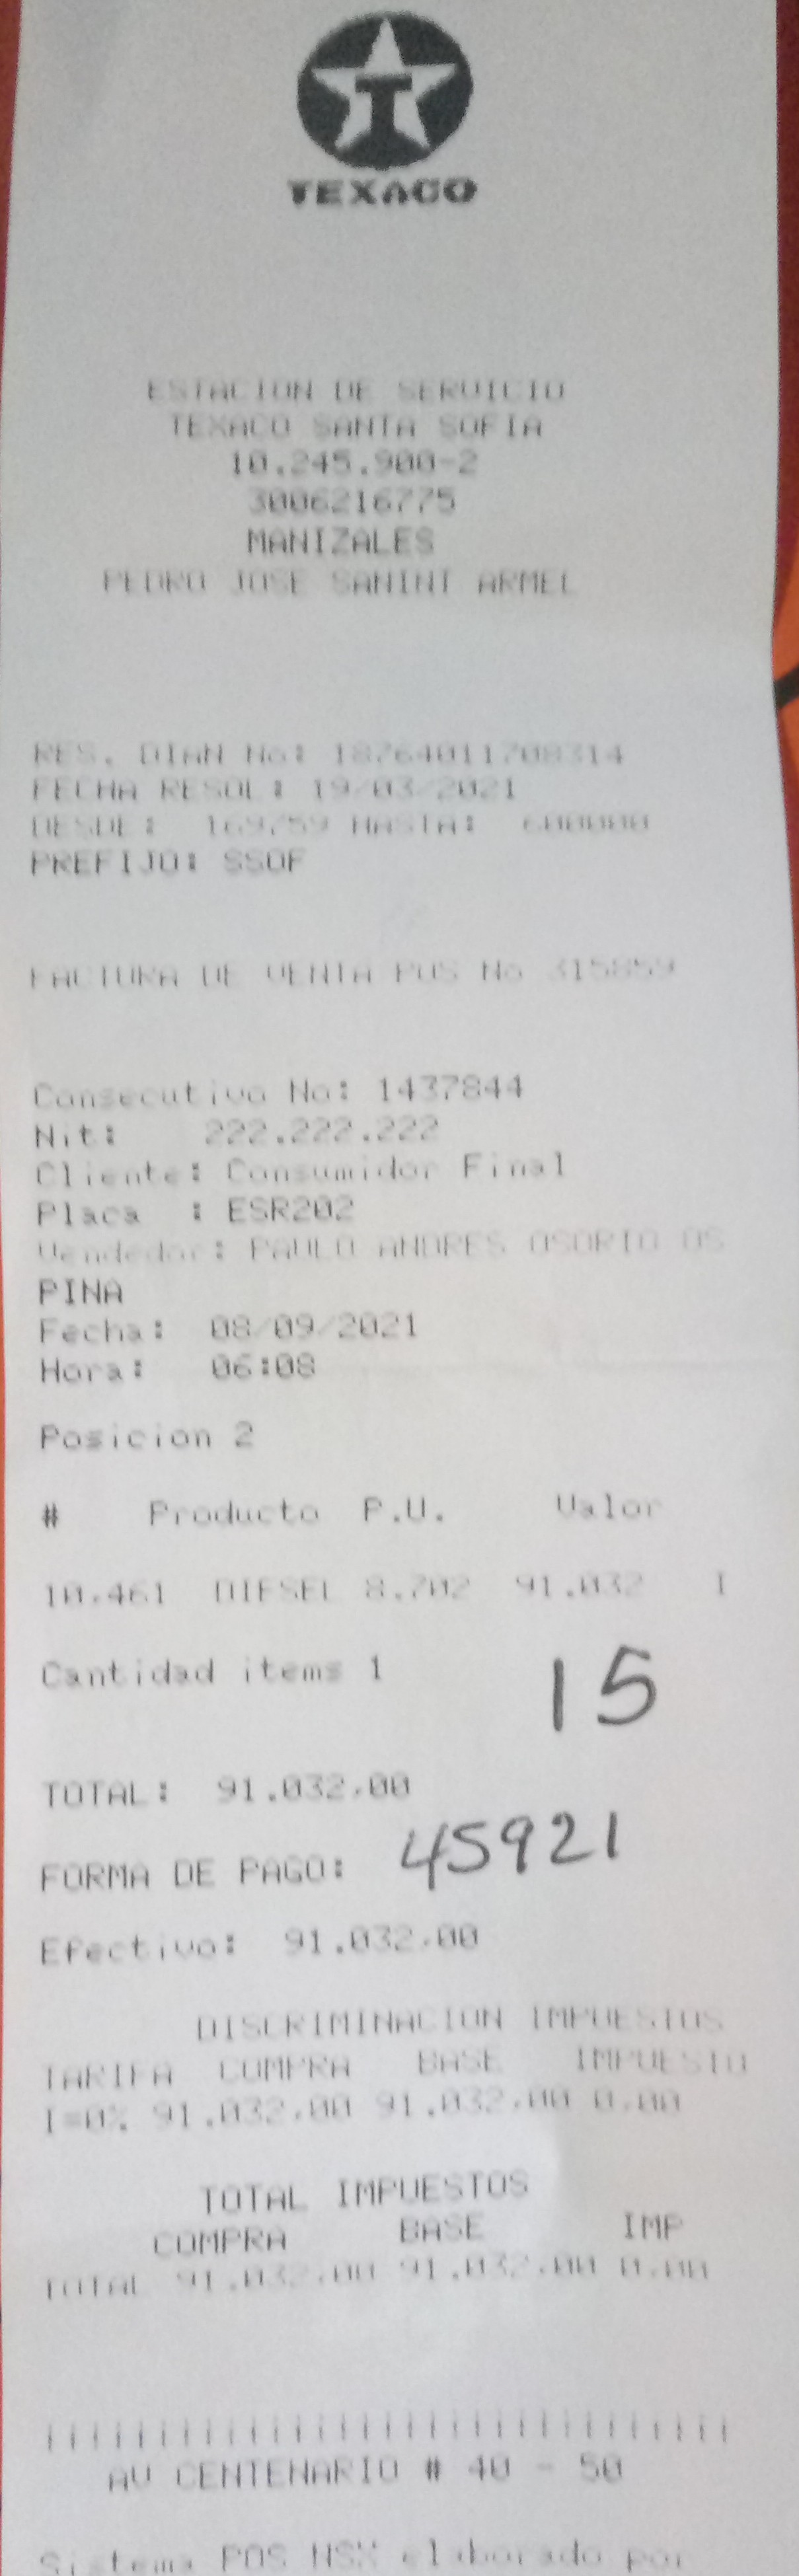 TEXACO
ESTACION DE SERVICIO
TEXACO SANTA SOFIA
10.245.900-2
3006216775
MANIZALES
PEDRO JOSE SANINT ARMEL
RES. DIAN No: 18764011708314
FECHA RESOL: 19/03/2021
DESDE: 169759 HASTA: 600000
PREFIJO: SSOF
FACTURA DE VENTA POS No 315859
Consecutivo No: 1437844
Nit: 222.222.222
Cliente: Consumidor Final
Placa : ESR202
Vendedor: PAULO ANDRES OSORIO OS
PINA
Fecha: 08/09/2021
Hora: 06:08
Posicion 2
# Producto P.U. Valor
10.461 DIESEL 8.702 91.032 I
Cantidad items 1
15
TOTAL: 91.032.00
45921
FORMA DE PAGO:
Efectivo: 91.032.00
DISCRIMINACION IMPUESTOS
TARIFA COMPRA BASE IMPUESTO
I=0% 91.032.00 91.032.00 0.00
TOTAL IMPUESTOS
COMPRA BASE IMP
TOTAL 91.032.00 91.032.00 0.00
AV CENTENARIO # 40 - 50
Sistema POS NSX elaborado por